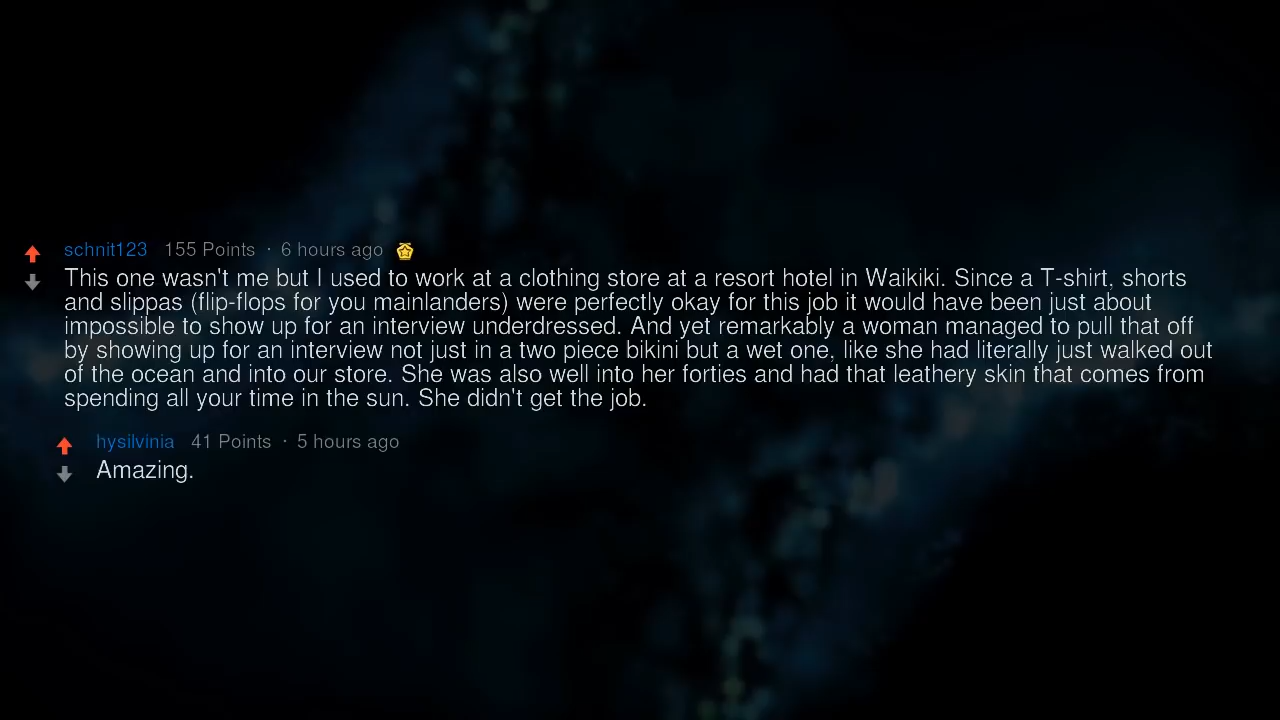 schnit123 155 Points · 6 hours ago
This one wasn't me but I used to work at a clothing store at a resort hotel in Waikiki. Since a T-shirt, shorts
and slippas (flip-flops for you mainlanders) were perfectly okay for this job it would have been just about
impossible to show up for an interview underdressed. And yet remarkably a woman managed to pull that off
by showing up for an interview not just in a two piece bikini but a wet one, like she had literally just walked out
of the ocean and into our store. She was also well into her forties and had that leathery skin that comes from
spending all your time in the sun. She didn't get the job.
hysilvinia 41 Points · 5 hours ago
Amazing.